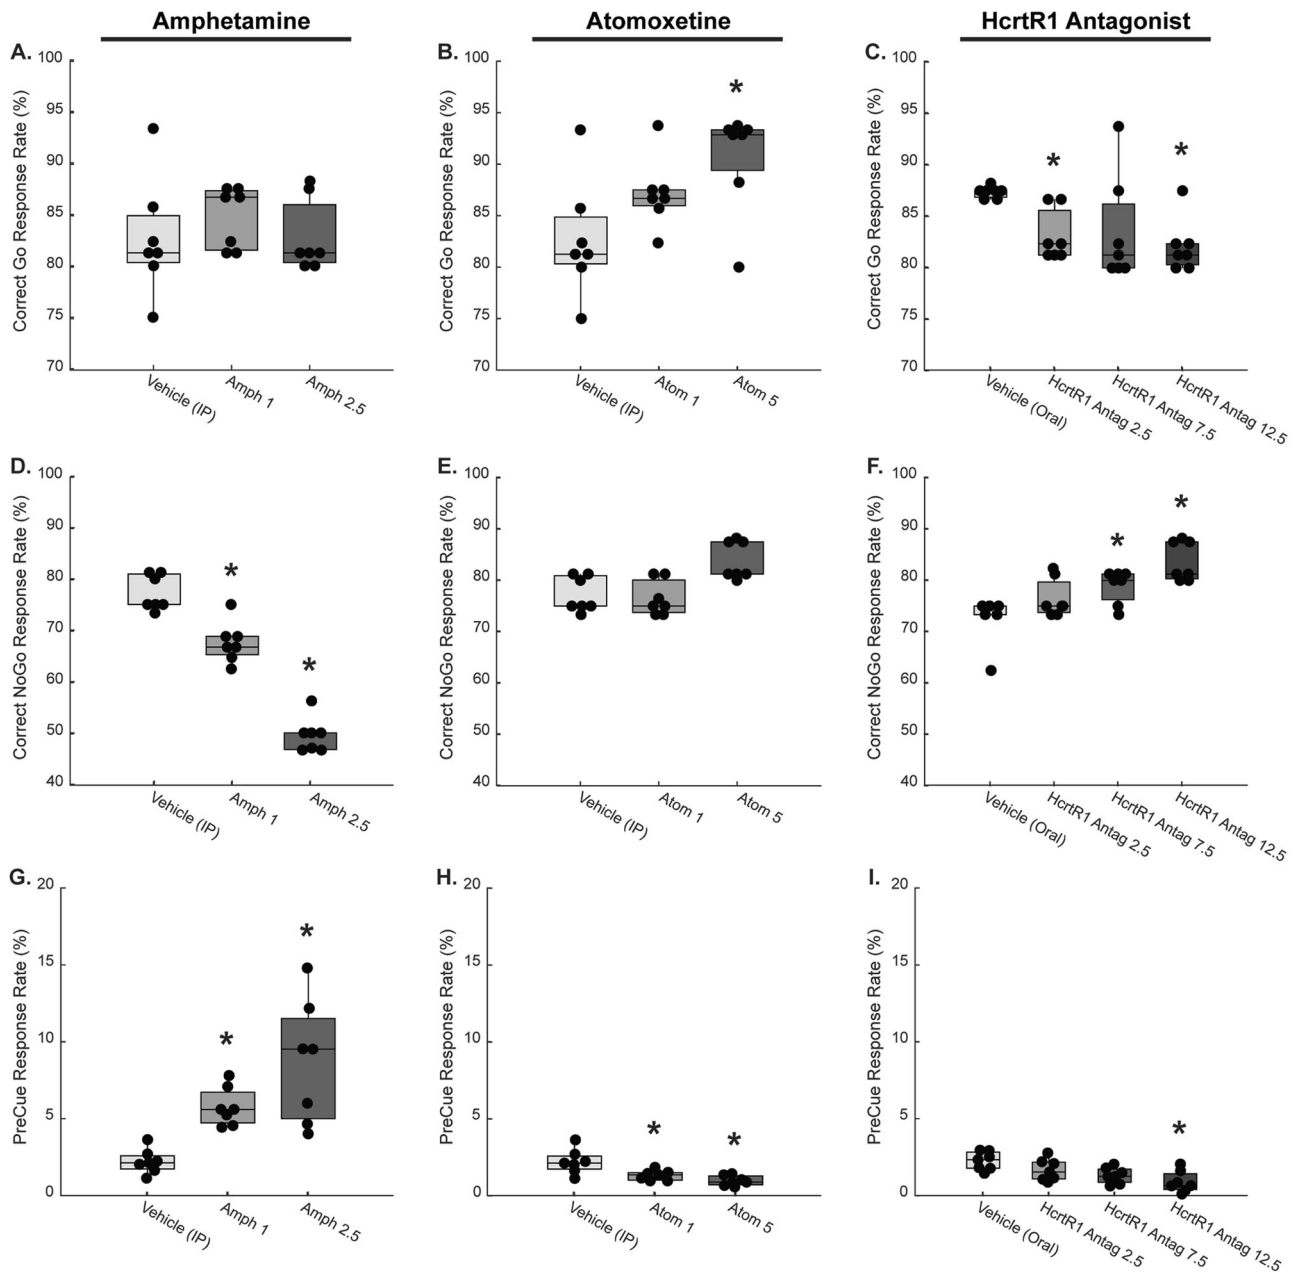 Amphetamine
Atomoxetine
HcrtR1 Antagonist
A.
100
95
90
85
80
75
70
Correct Go Response Rate (%)
Vehicle (IP)
Amph 1
Amph 2.5
B.
100
95
90
85
80
75
70
Correct Go Response Rate (%)
Vehicle (IP)
Atom 1
Atom 5
*
C.
100
95
90
85
80
75
70
Correct Go Response Rate (%)
Vehicle (Oral)
HcrtR1 Antag 2.5
HcrtR1 Antag 7.5
HcrtR1 Antag 12.5
*
*
D.
100
90
80
70
60
50
40
Correct NoGo Response Rate (%)
Vehicle (IP)
Amph 1
Amph 2.5
*
*
E.
100
90
80
70
60
50
40
Correct NoGo Response Rate (%)
Vehicle (IP)
Atom 1
Atom 5
F.
100
90
80
70
60
50
40
Correct NoGo Response Rate (%)
Vehicle (Oral)
HcrtR1 Antag 2.5
HcrtR1 Antag 7.5
HcrtR1 Antag 12.5
*
*
G.
20
15
10
5
0
PreCue Response Rate (%)
Vehicle (IP)
Amph 1
Amph 2.5
*
*
H.
20
15
10
5
0
PreCue Response Rate (%)
Vehicle (IP)
Atom 1
Atom 5
*
*
I.
20
15
10
5
0
PreCue Response Rate (%)
Vehicle (Oral)
HcrtR1 Antag 2.5
HcrtR1 Antag 7.5
HcrtR1 Antag 12.5
*